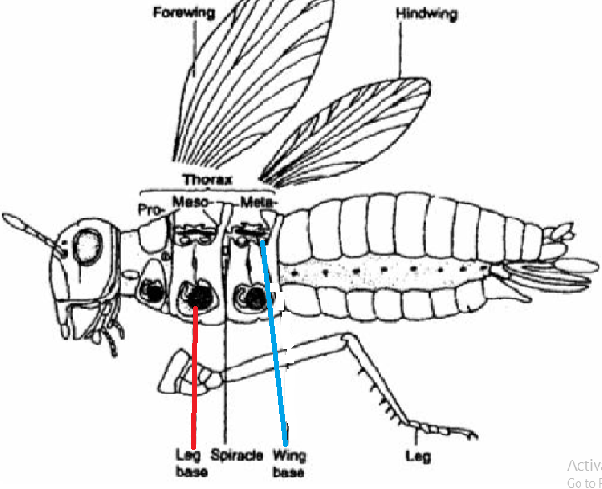 Forewing
Hindwing
Thorax
Pro-
Meso-
Meta-
Leg base
Spiracle
Wing base
Leg
Activ
Go to P